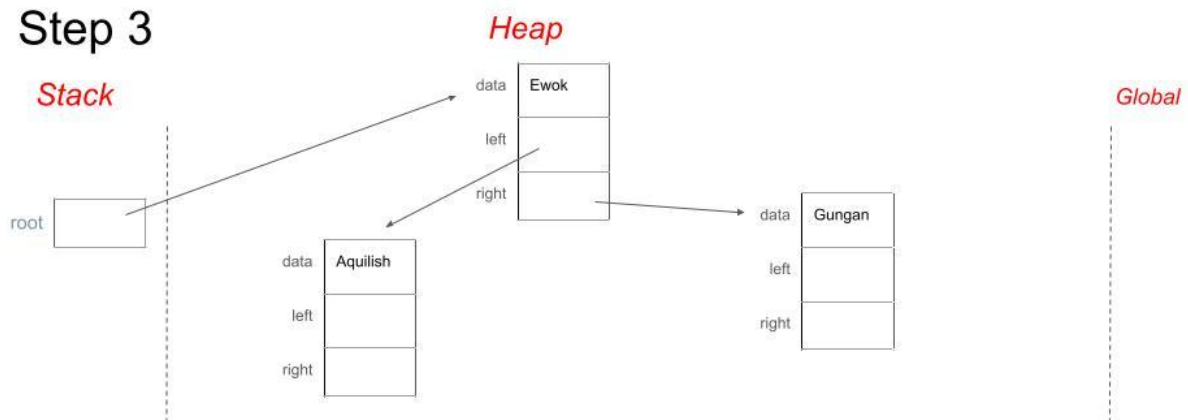 Step 3
Heap
Stack
Global
data Ewok
left
right
root
data Gungan
left
right
data Aquilish
left
right